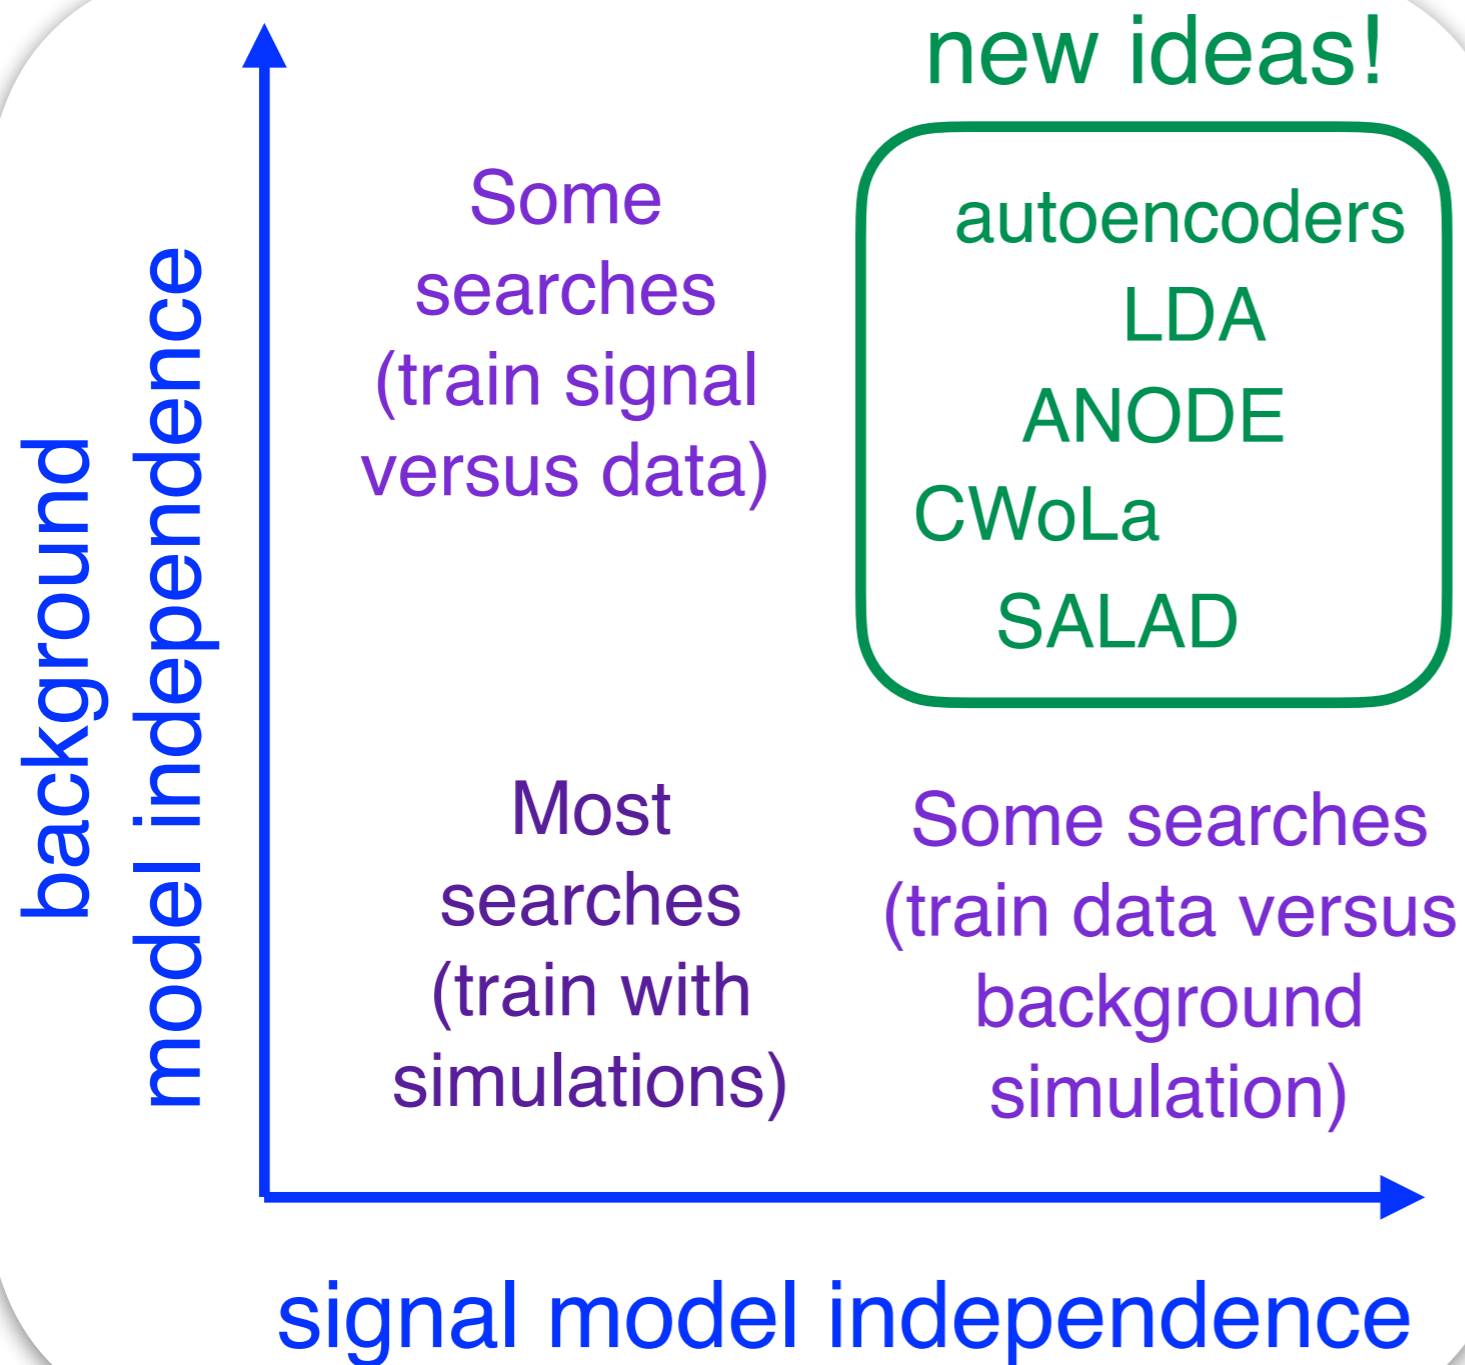 new ideas!
Some
searches
(train signal
versus data)
autoencoders
LDA
ANODE
CWoLa
SALAD
background
model independence
Most
searches
(train with
simulations)
Some searches
(train data versus
background
simulation)
signal model independence